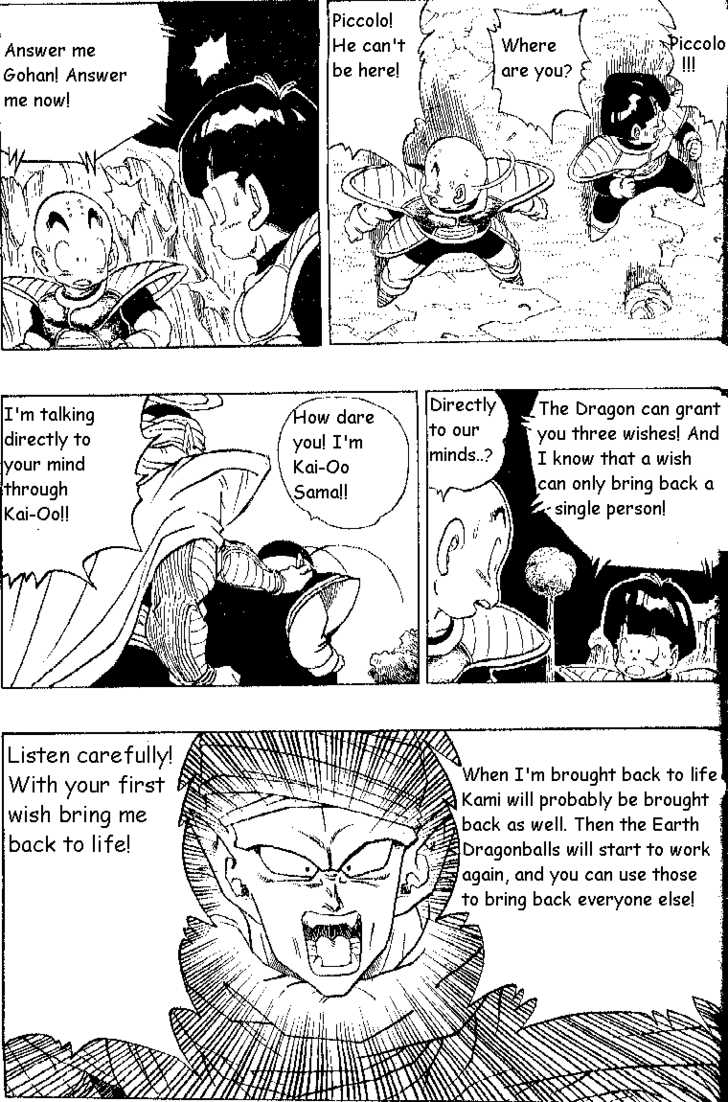 Answer me
Gohan! Answer
me now!
Piccolo!
He can't
be here!
Where
are you?
Piccolo
!!!
I'm talking
directly to
your mind
through
Kai-Oo!!
How dare
you! I'm
Kai-Oo
Sama!!
Directly
to our
minds..?
The Dragon can grant
you three wishes! And
I know that a wish
can only bring back a
single person!
Listen carefully!
With your first
wish bring me
back to life!
When I'm brought back to life
Kami will probably be brought
back as well. Then the Earth
Dragonballs will start to work
again, and you can use those
to bring back everyone else!